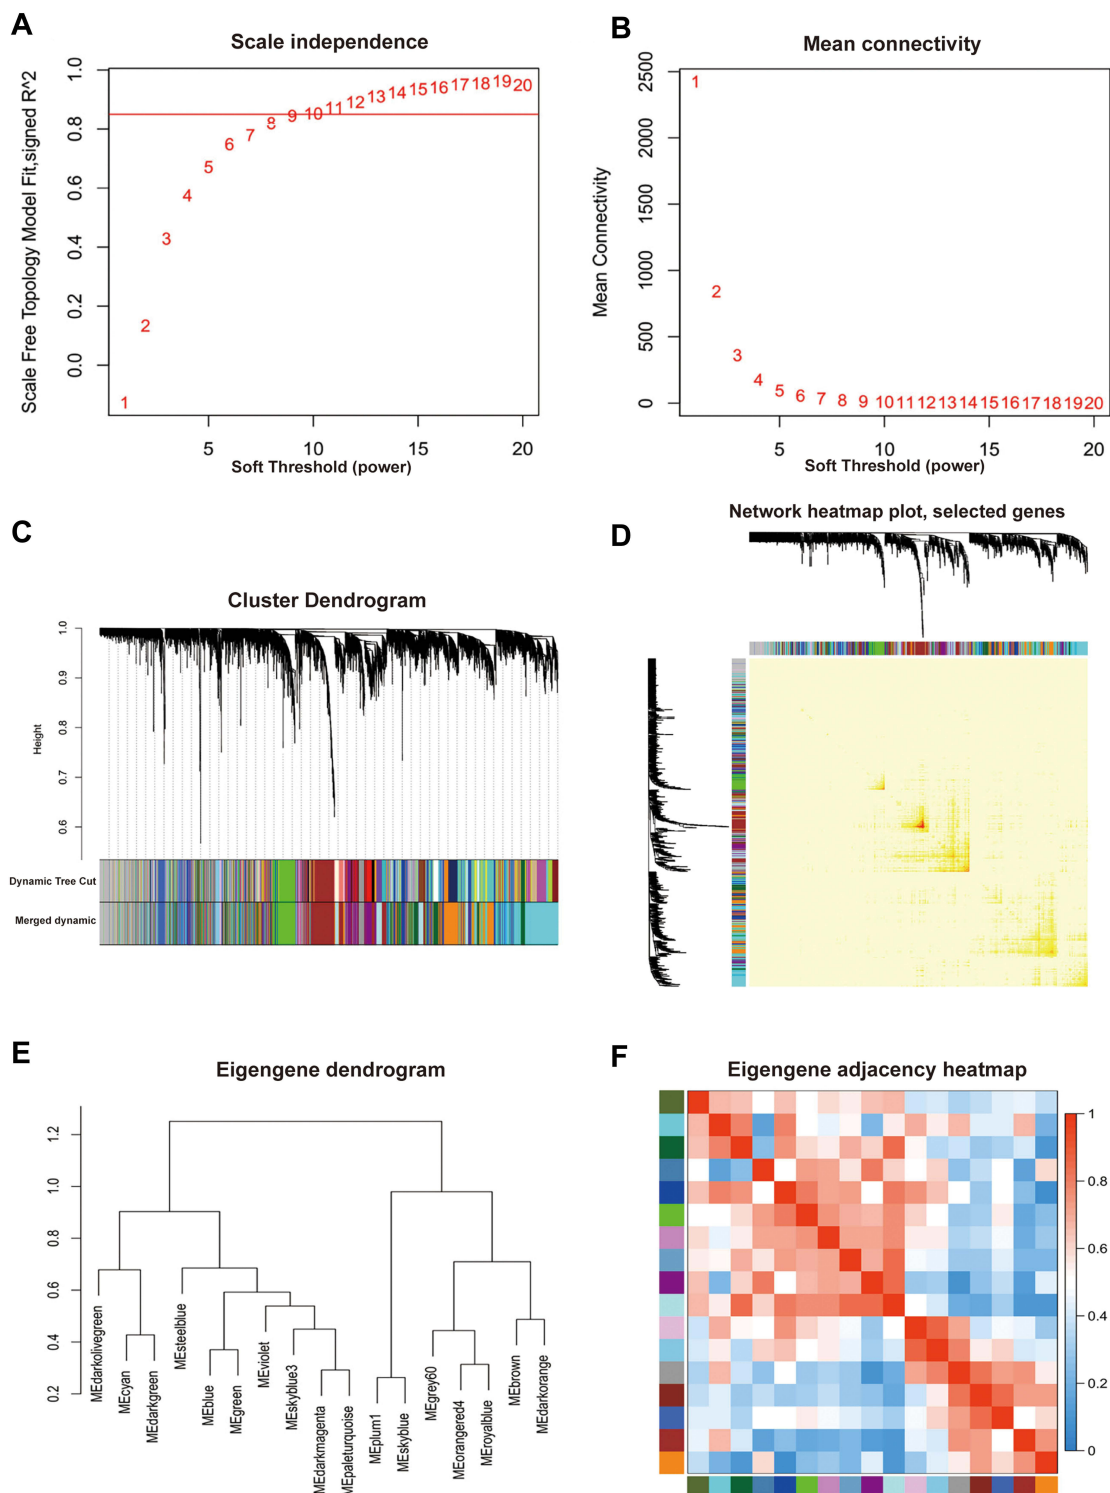 A
Scale independence
Scale Free Topology Model Fit,signed R^2
1.0
0.8
0.6
0.4
0.2
0.0
1
2
3
4
5
6
7
8
9
10
11
12
13
14
15
16
17
18
19
20
5
10
15
20
Soft Threshold (power)
B
Mean connectivity
Mean Connectivity
2500
2000
1500
1000
500
0
1
2
3
4
5
6
7
8
9
10
11
12
13
14
15
16
17
18
19
20
5
10
15
20
Soft Threshold (power)
C
Cluster Dendrogram
Height
1.0
0.9
0.8
0.7
0.6
Dynamic Tree Cut
Merged dynamic
D
Network heatmap plot, selected genes
E
Eigengene dendrogram
1.2
1.0
0.8
0.6
0.4
0.2
MEdarkolivegreen
MEcyan
MEdarkgreen
MEsteelblue
MEblue
MEgreen
MEviolet
MEskyblue3
MEdarkmagenta
MEpaleturquoise
MEplum1
MEskyblue
MEgrey60
MEorangered4
MEroyalblue
MEbrown
MEdarkorange
F
Eigengene adjacency heatmap
1
0.8
0.6
0.4
0.2
0